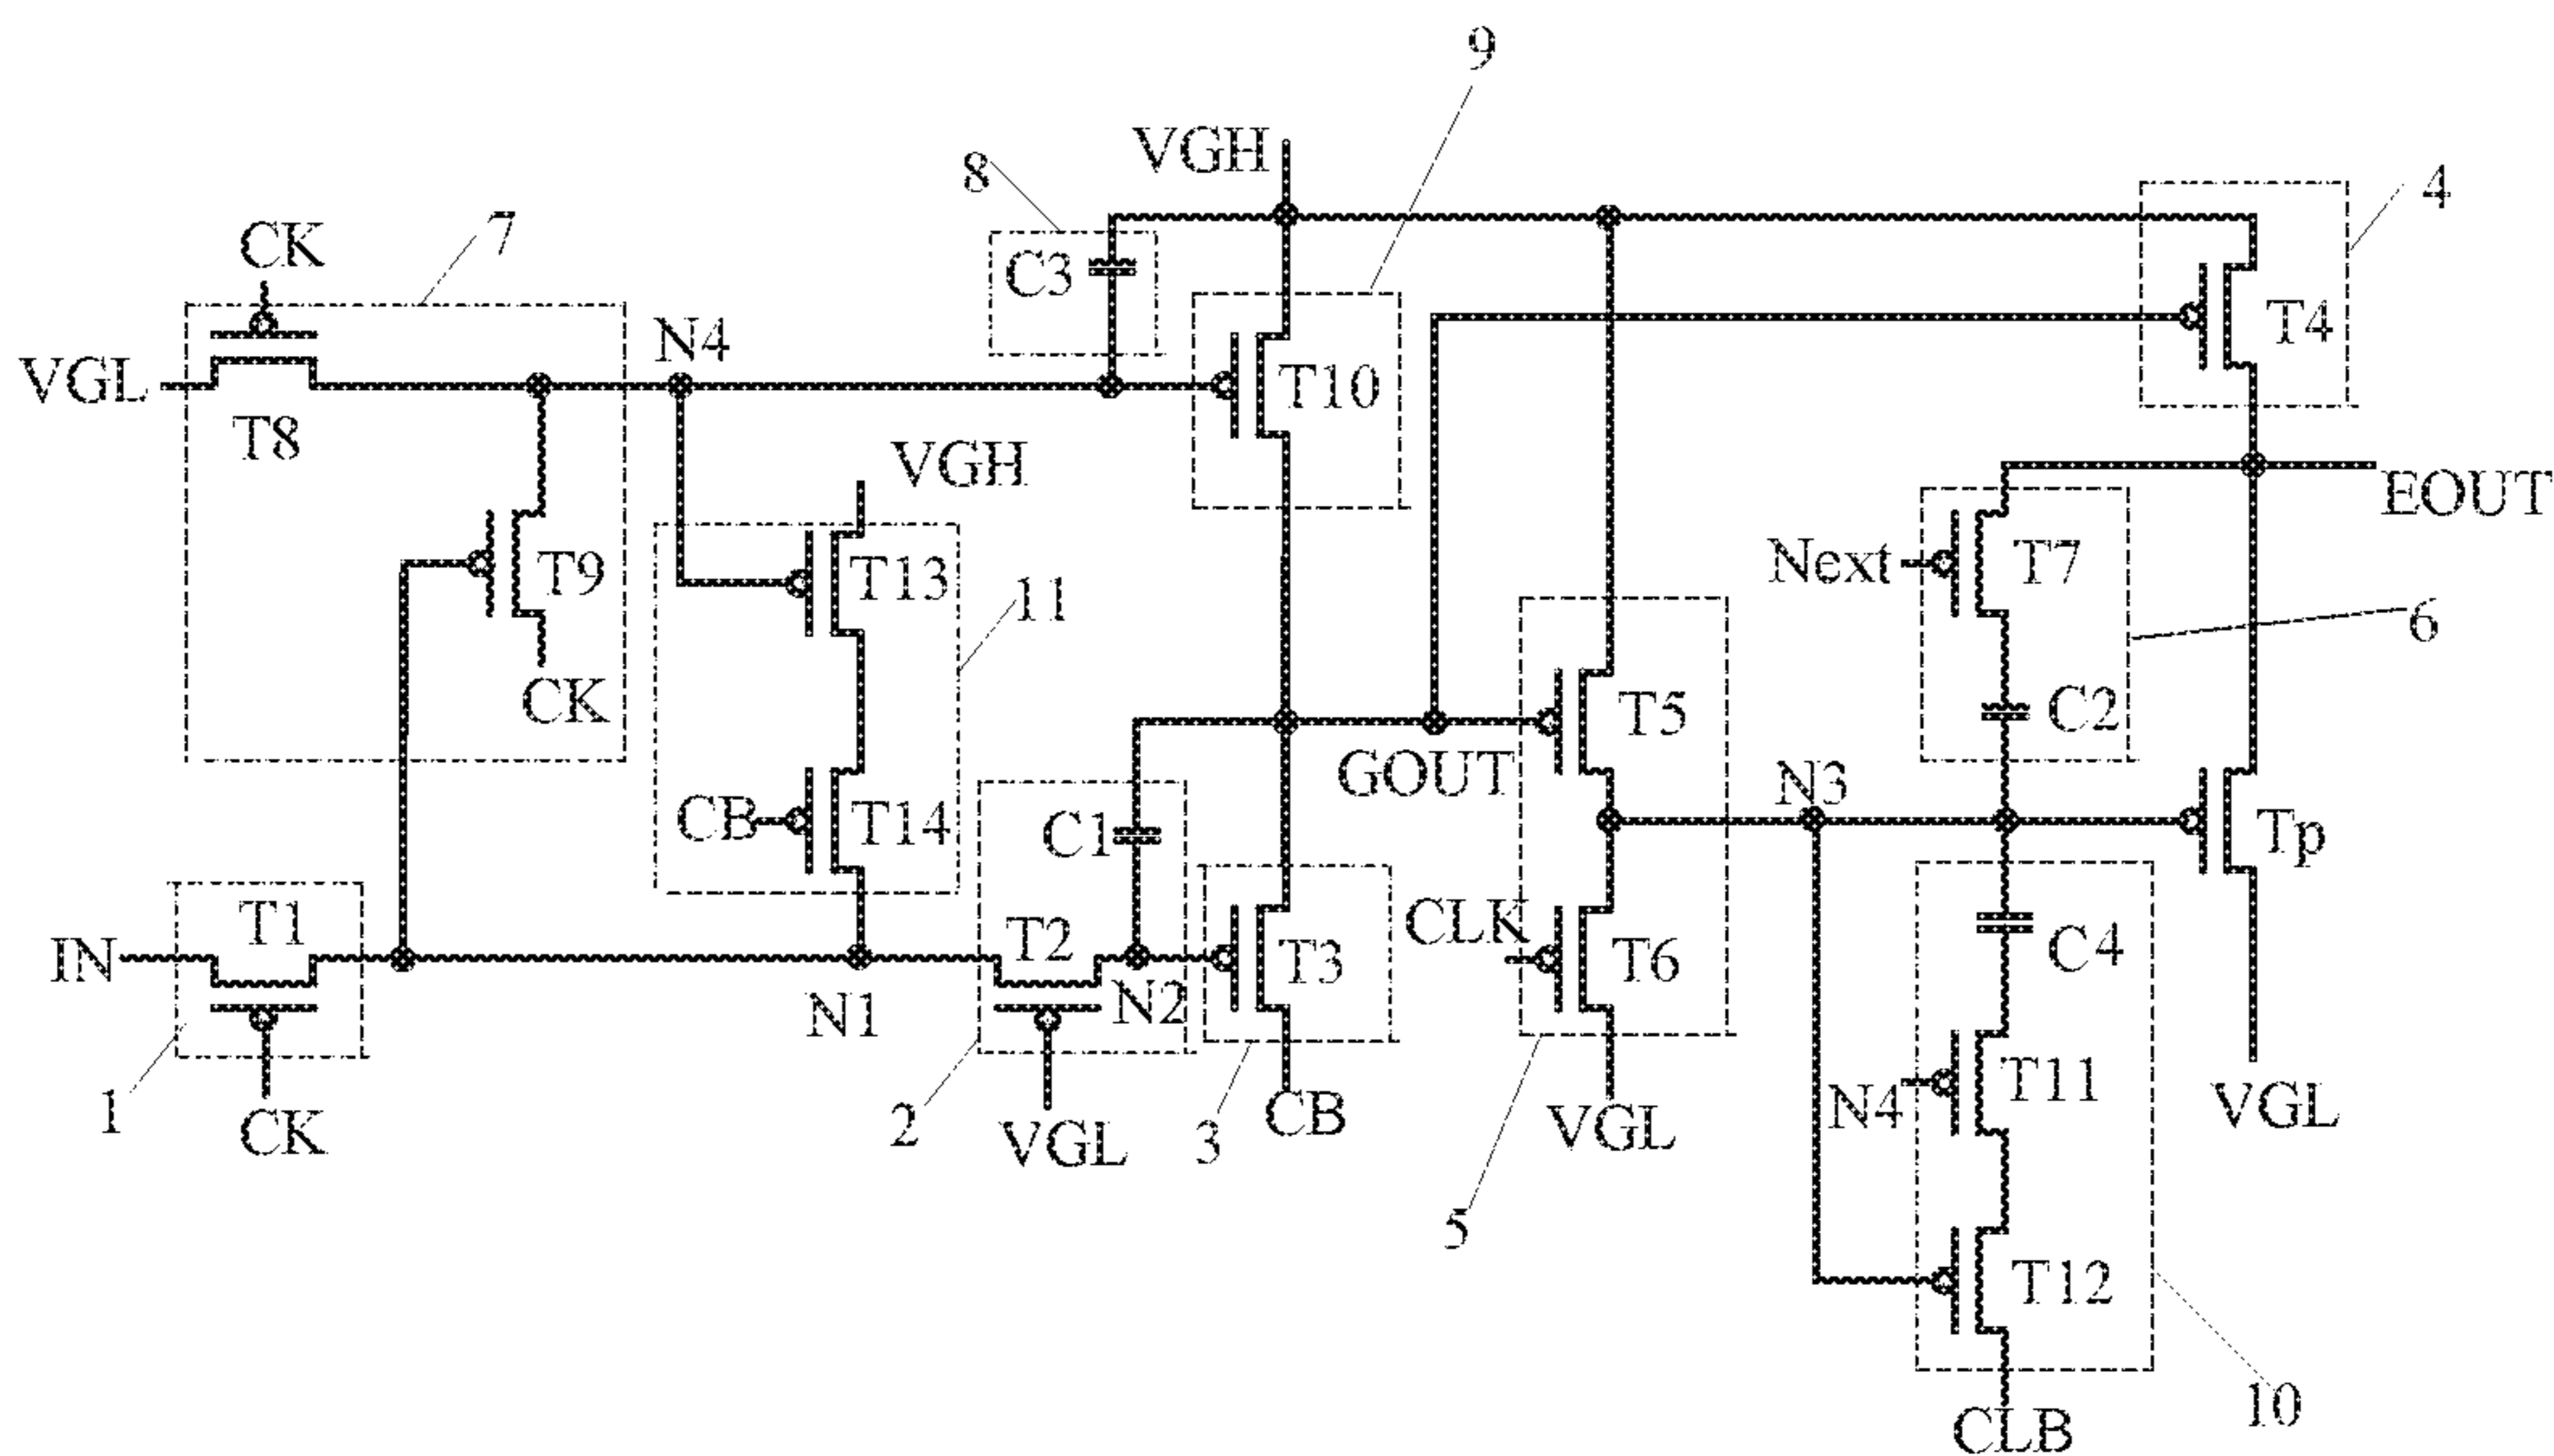 9
VGH
8
4
CK
7
C3
N4
T4
VGL
T10
T8
VGH
EOUT
Next
T7
T9
T13
11
6
CK
T5
C2
GOUT
N3
CB
T14
C1
Tp
T1
T2
CLK
IN
T3
T6
C4
N1
N2
N4
T11
1
CK
2
VGL
3
CB
VGL
VGL
5
T12
10
CLB